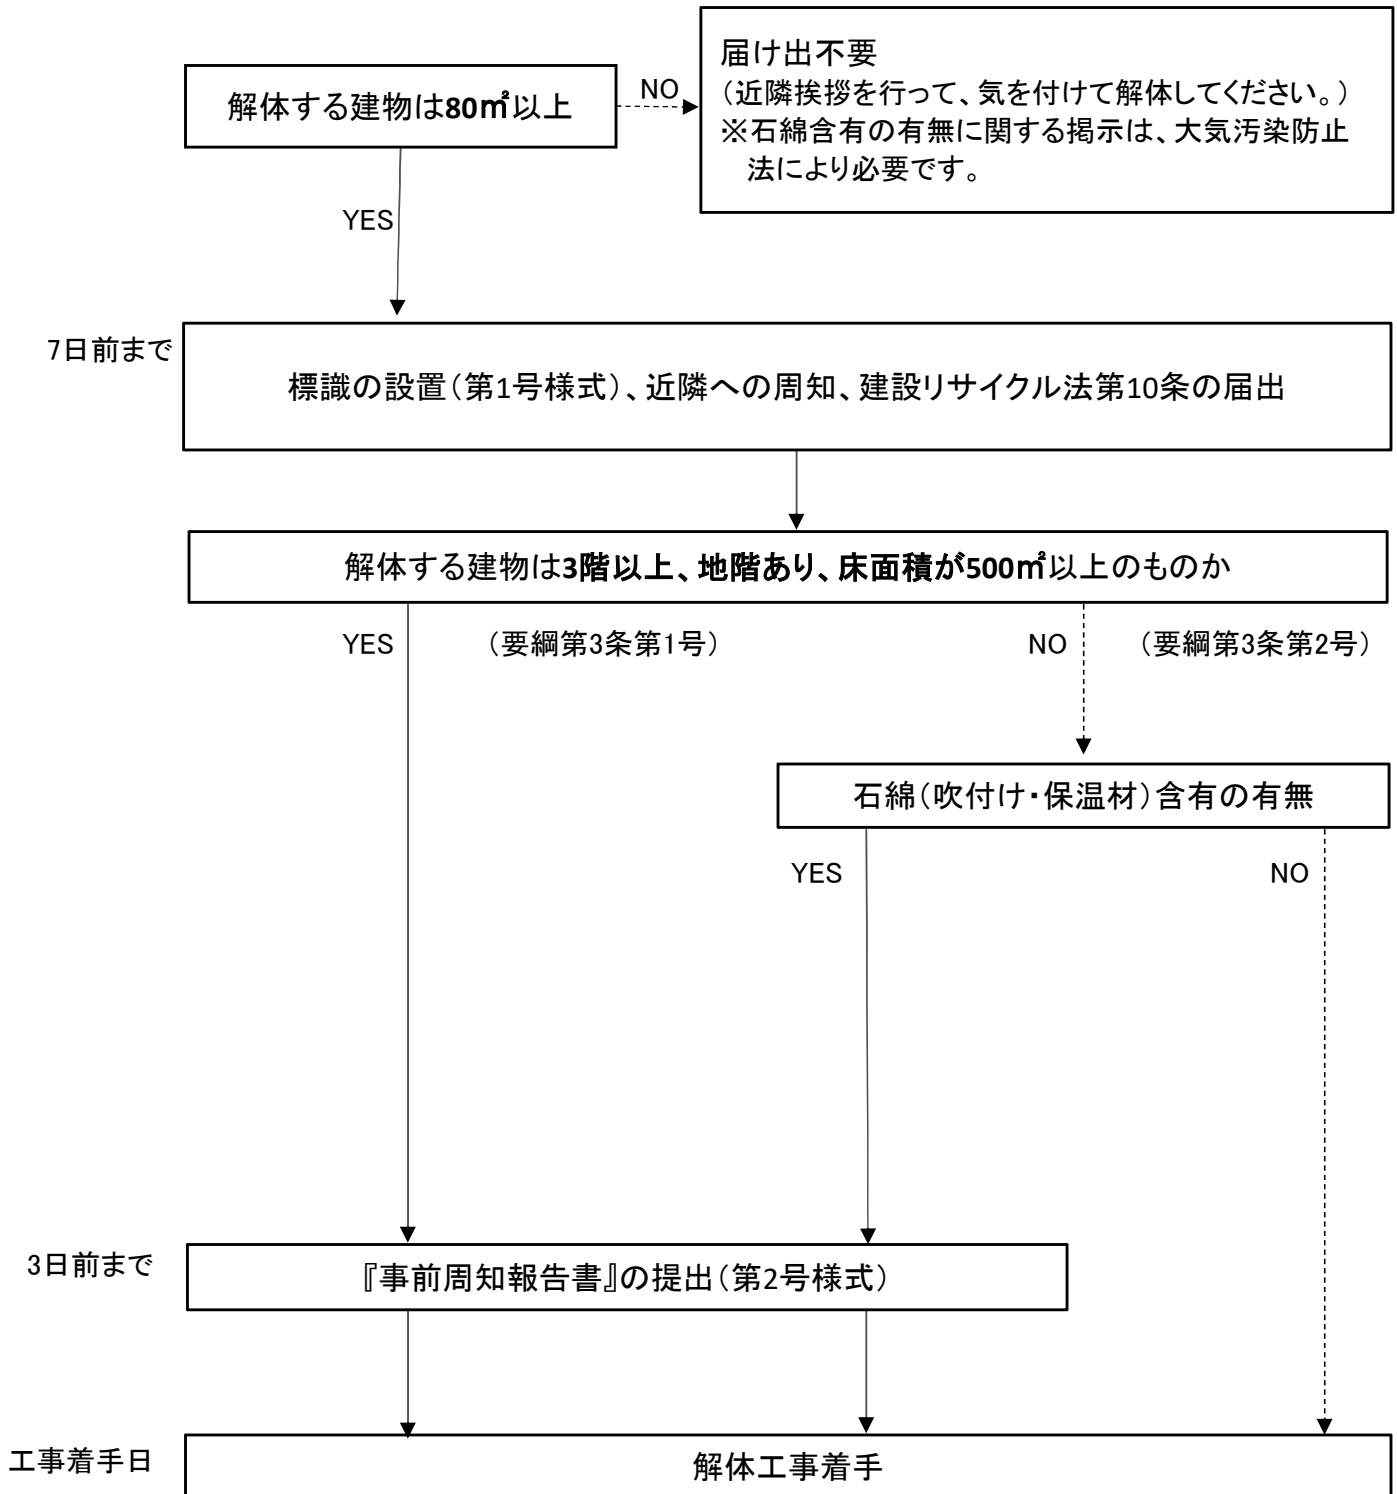 届け出不要
（近隣挨拶を行って、気を付けて解体してください。）
※石綿含有の有無に関する掲示は、大気汚染防止
法により必要です。
解体する建物は80㎡以上
NO
YES
7日前まで
標識の設置（第1号様式）、近隣への周知、建設リサイクル法第10条の届出
解体する建物は3階以上、地階あり、床面積が500㎡以上のものか
YES
（要綱第3条第1号）
NO
（要綱第3条第2号）
石綿（吹付け・保温材）含有の有無
YES
NO
3日前まで
『事前周知報告書』の提出（第2号様式）
工事着手日
解体工事着手